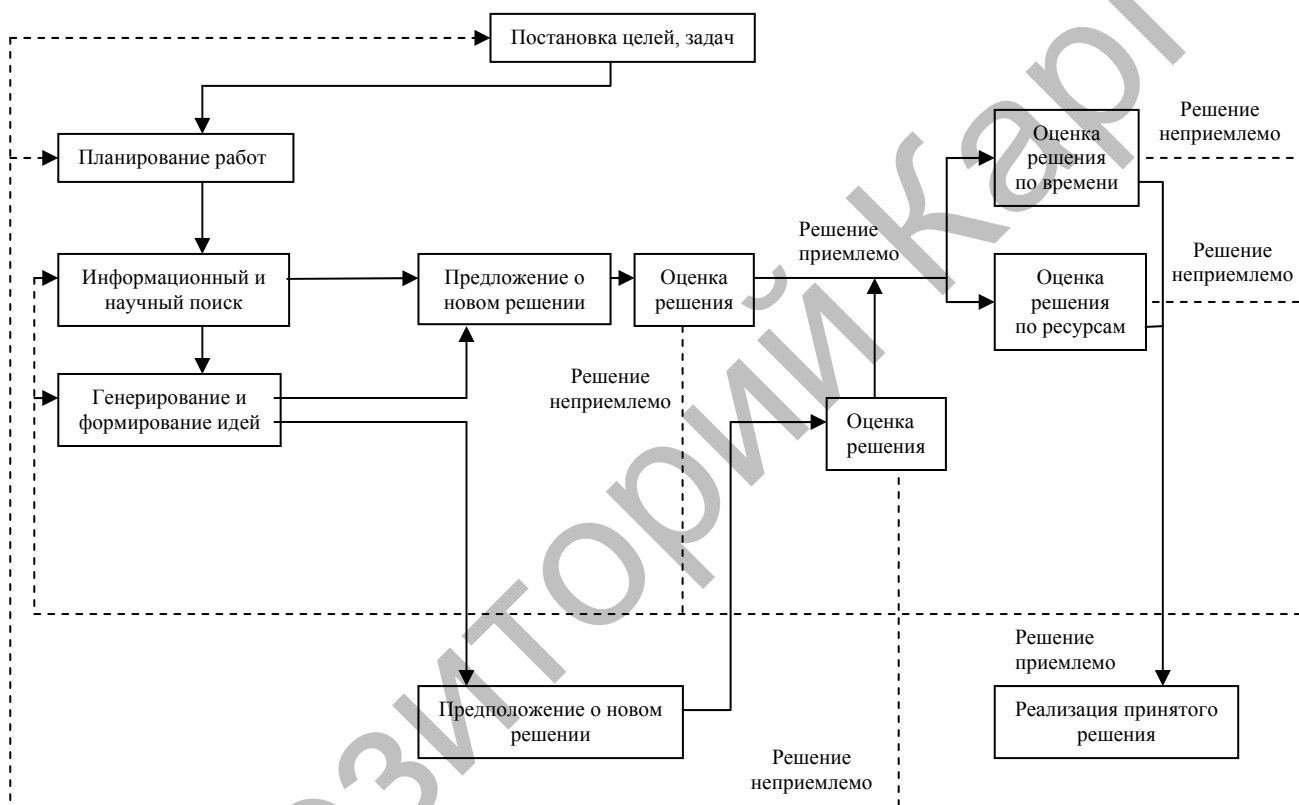 Постановка целей, задач
Планирование работ
Оценка
решения
по времени
Решение
неприемлемо
Информационный и
научный поиск
Предложение о
новом решении
Оценка
решения
Решение
приемлемо
Оценка
решения
по ресурсам
Решение
неприемлемо
Генерирование и
формирование идей
Решение
неприемлемо
Оценка
решения
Решение
приемлемо
Предположение о новом
решении
Реализация принятого
решения
Решение
неприемлемо
зиторий Кар